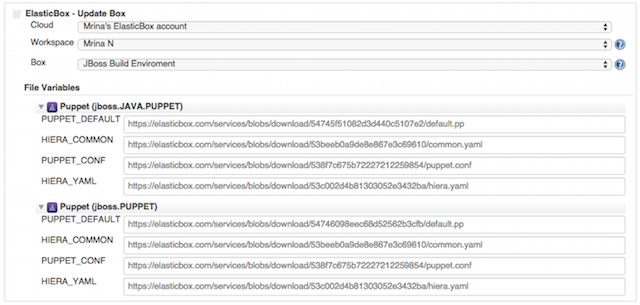 ElasticBox - Update Box
Cloud Mrina's ElasticBox account
Workspace Mrina N
Box JBoss Build Enviroment
File Variables
Puppet (jboss.JAVA.PUPPET)
PUPPET_DEFAULT https://elasticbox.com/services/blobs/download/54745f51082d3d440c5107e2/default.pp
HIERA_COMMON https://elasticbox.com/services/blobs/download/53beeb0a9de8e867e3c69610/common.yaml
PUPPET_CONF https://elasticbox.com/services/blobs/download/538f7c675b72227212259854/puppet.conf
HIERA_YAML https://elasticbox.com/services/blobs/download/53c002d4b81303052e3432ba/hiera.yaml
Puppet (jboss.PUPPET)
PUPPET_DEFAULT https://elasticbox.com/services/blobs/download/54746098eec68d52562b3cfb/default.pp
HIERA_COMMON https://elasticbox.com/services/blobs/download/53beeb0a9de8e867e3c69610/common.yaml
PUPPET_CONF https://elasticbox.com/services/blobs/download/538f7c675b72227212259854/puppet.conf
HIERA_YAML https://elasticbox.com/services/blobs/download/53c002d4b81303052e3432ba/hiera.yaml